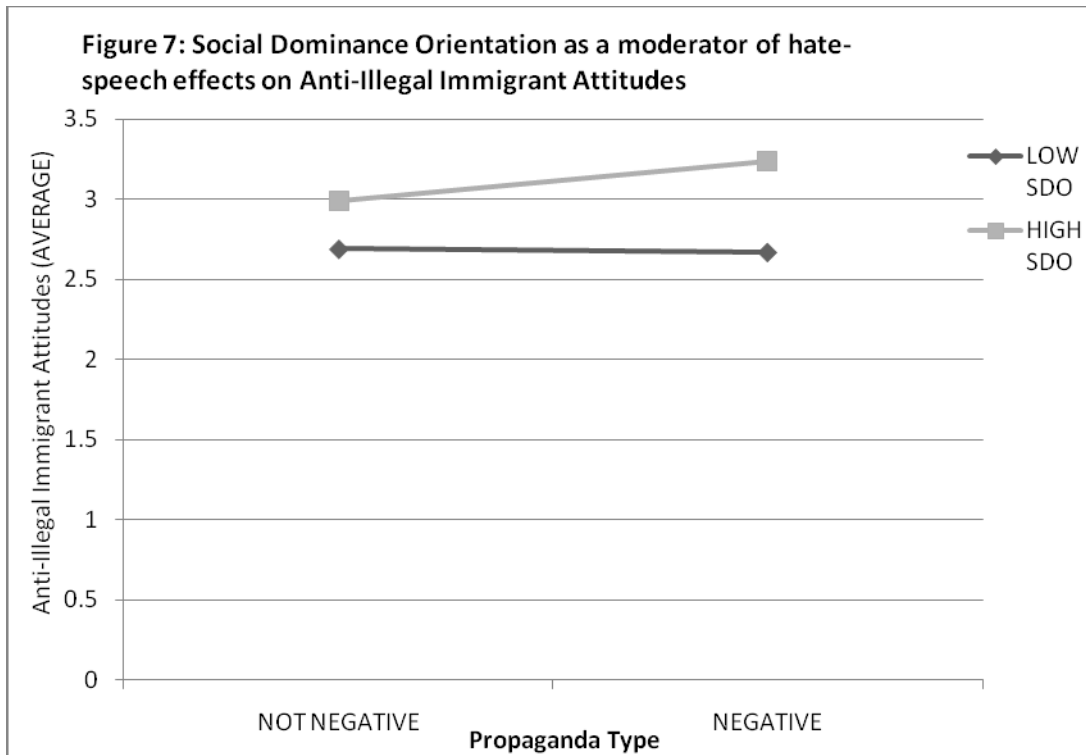 Figure 7: Social Dominance Orientation as a moderator of hate-
speech effects on Anti-Illegal Immigrant Attitudes
Anti-Illegal Immigrant Attitudes (AVERAGE)
3.5
3
2.5
2
1.5
1
0.5
0
NOT NEGATIVE
NEGATIVE
Propaganda Type
LOW
SDO
HIGH
SDO